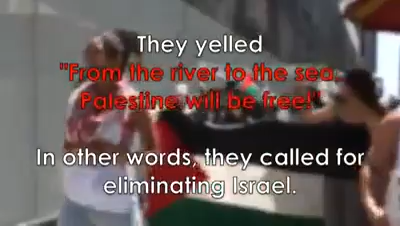 They yelled
"From the river to the sea,
Palestine will be free!"
In other words, they called for
eliminating Israel.